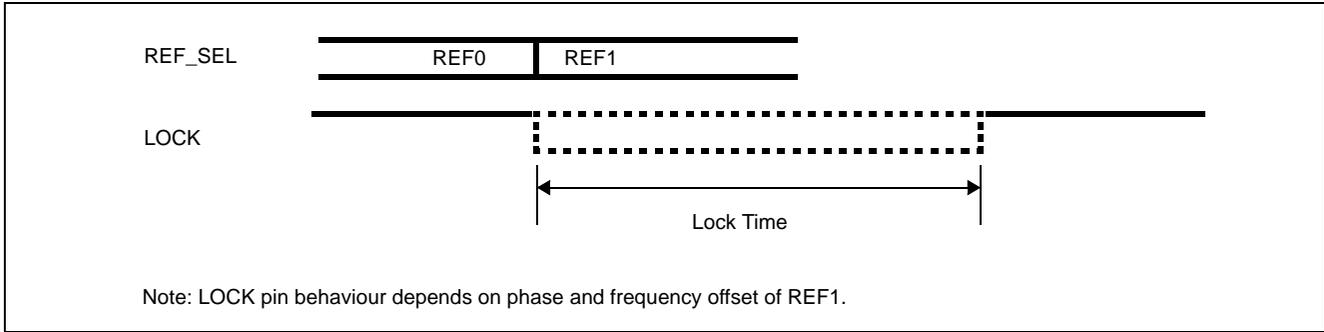 REF_SEL
REF0
REF1
LOCK
Lock Time
Note: LOCK pin behaviour depends on phase and frequency offset of REF1.